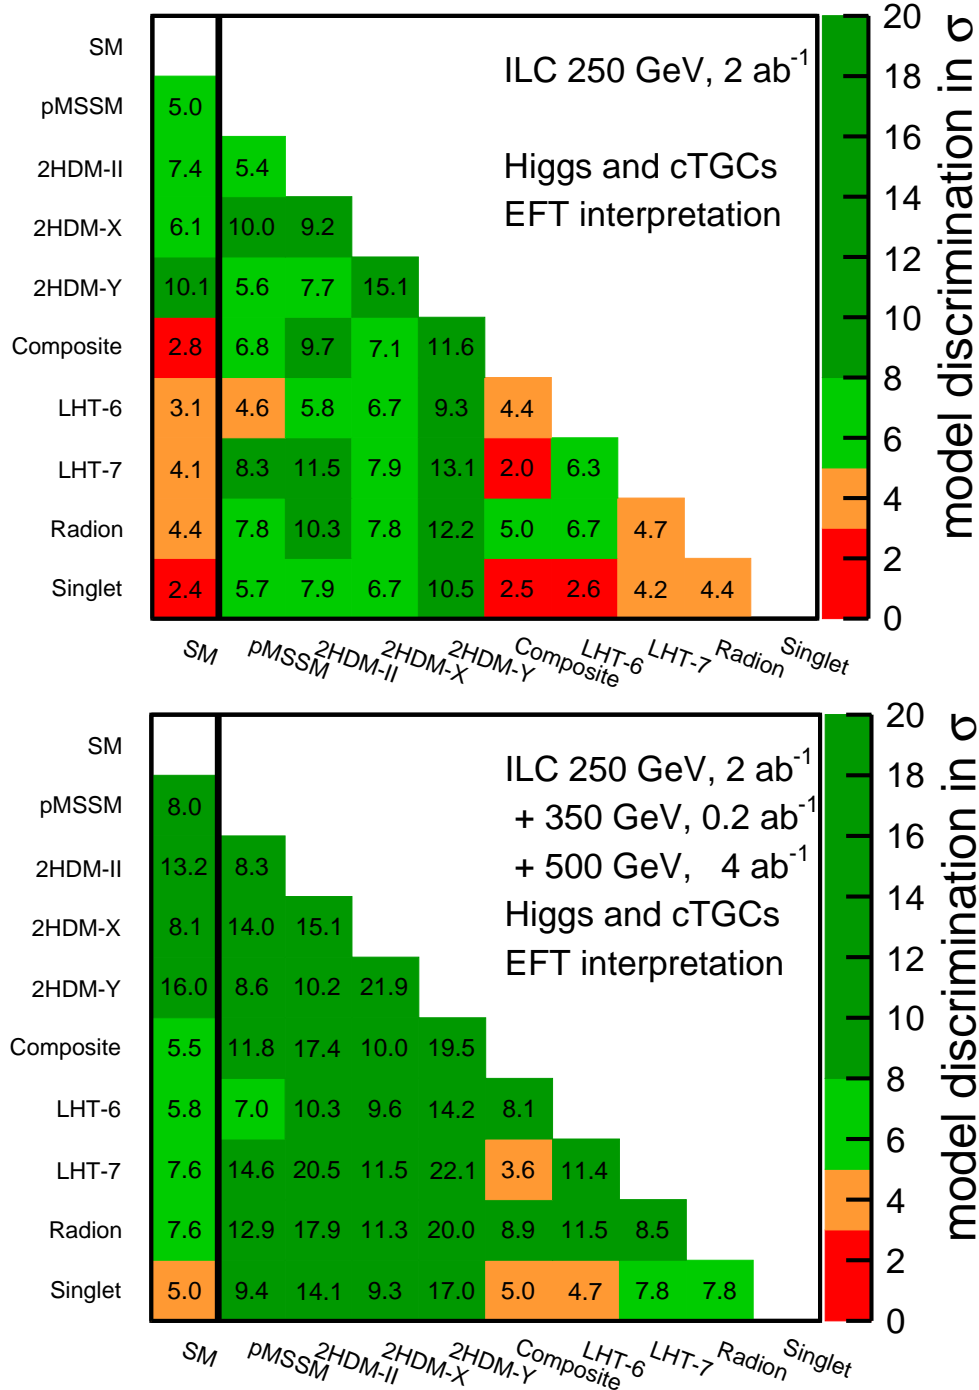 SM
ILC 250 GeV, 2 ab-1
pMSSM 5.0
2HDM-II 7.4 5.4
Higgs and cTGCs
2HDM-X 6.1 10.0 9.2
EFT interpretation
2HDM-Y 10.1 5.6 7.7 15.1
Composite 2.8 6.8 9.7 7.1 11.6
LHT-6 3.1 4.6 5.8 6.7 9.3 4.4
LHT-7 4.1 8.3 11.5 7.9 13.1 2.0 6.3
Radion 4.4 7.8 10.3 7.8 12.2 5.0 6.7 4.7
Singlet 2.4 5.7 7.9 6.7 10.5 2.5 2.6 4.2 4.4
SM pMSSM 2HDM-II 2HDM-X 2HDM-Y Composite LHT-6 LHT-7 Radion Singlet
20
18
16
14
12
10
8
6
4
2
0
model discrimination in σ
SM
ILC 250 GeV, 2 ab-1
pMSSM 8.0
+ 350 GeV, 0.2 ab-1
2HDM-II 13.2 8.3
+ 500 GeV, 4 ab-1
2HDM-X 8.1 14.0 15.1
Higgs and cTGCs
EFT interpretation
2HDM-Y 16.0 8.6 10.2 21.9
Composite 5.5 11.8 17.4 10.0 19.5
LHT-6 5.8 7.0 10.3 9.6 14.2 8.1
LHT-7 7.6 14.6 20.5 11.5 22.1 3.6 11.4
Radion 7.6 12.9 17.9 11.3 20.0 8.9 11.5 8.5
Singlet 5.0 9.4 14.1 9.3 17.0 5.0 4.7 7.8 7.8
SM pMSSM 2HDM-II 2HDM-X 2HDM-Y Composite LHT-6 LHT-7 Radion Singlet
20
18
16
14
12
10
8
6
4
2
0
model discrimination in σ